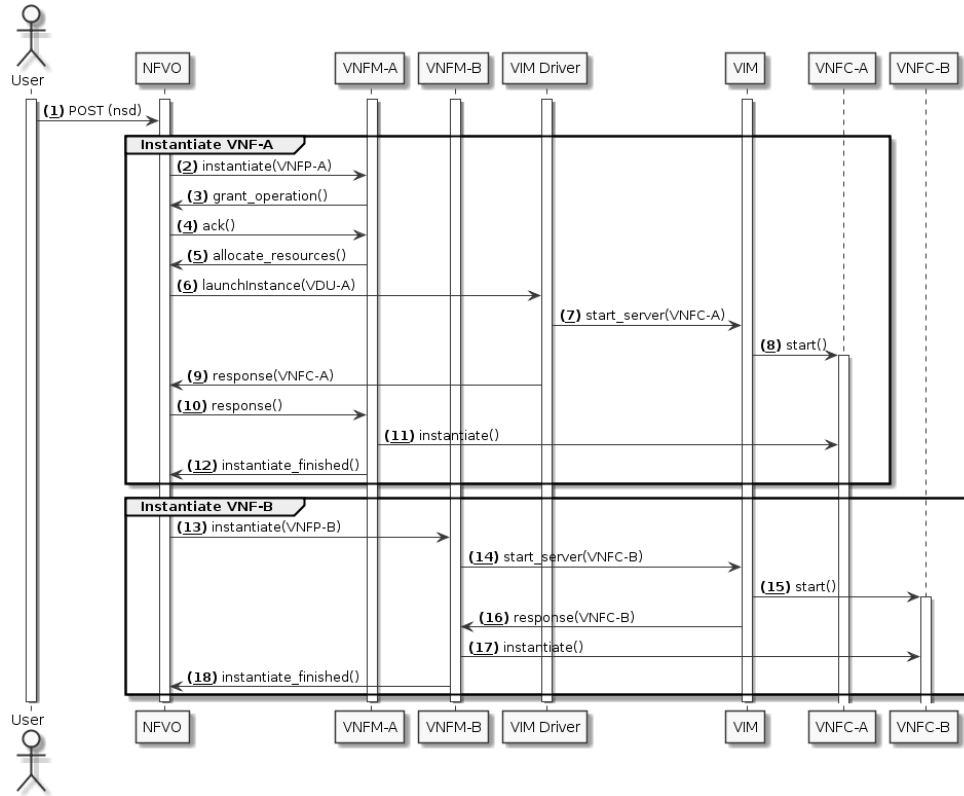 User
NFVO
VNFM-A
VNFM-B
VIM Driver
VIM
VNFC-A
VNFC-B
(1) POST (nsd)
Instantiate VNF-A
(2) instantiate(VNFP-A)
(3) grant_operation()
(4) ack()
(5) allocate_resources()
(6) launchInstance(VDU-A)
(7) start_server(VNFC-A)
(8) start()
(9) response(VNFC-A)
(10) response()
(11) instantiate()
(12) instantiate_finished()
Instantiate VNF-B
(13) instantiate(VNFP-B)
(14) start_server(VNFC-B)
(15) start()
(16) response(VNFC-B)
(17) instantiate()
(18) instantiate_finished()
User
NFVO
VNFM-A
VNFM-B
VIM Driver
VIM
VNFC-A
VNFC-B